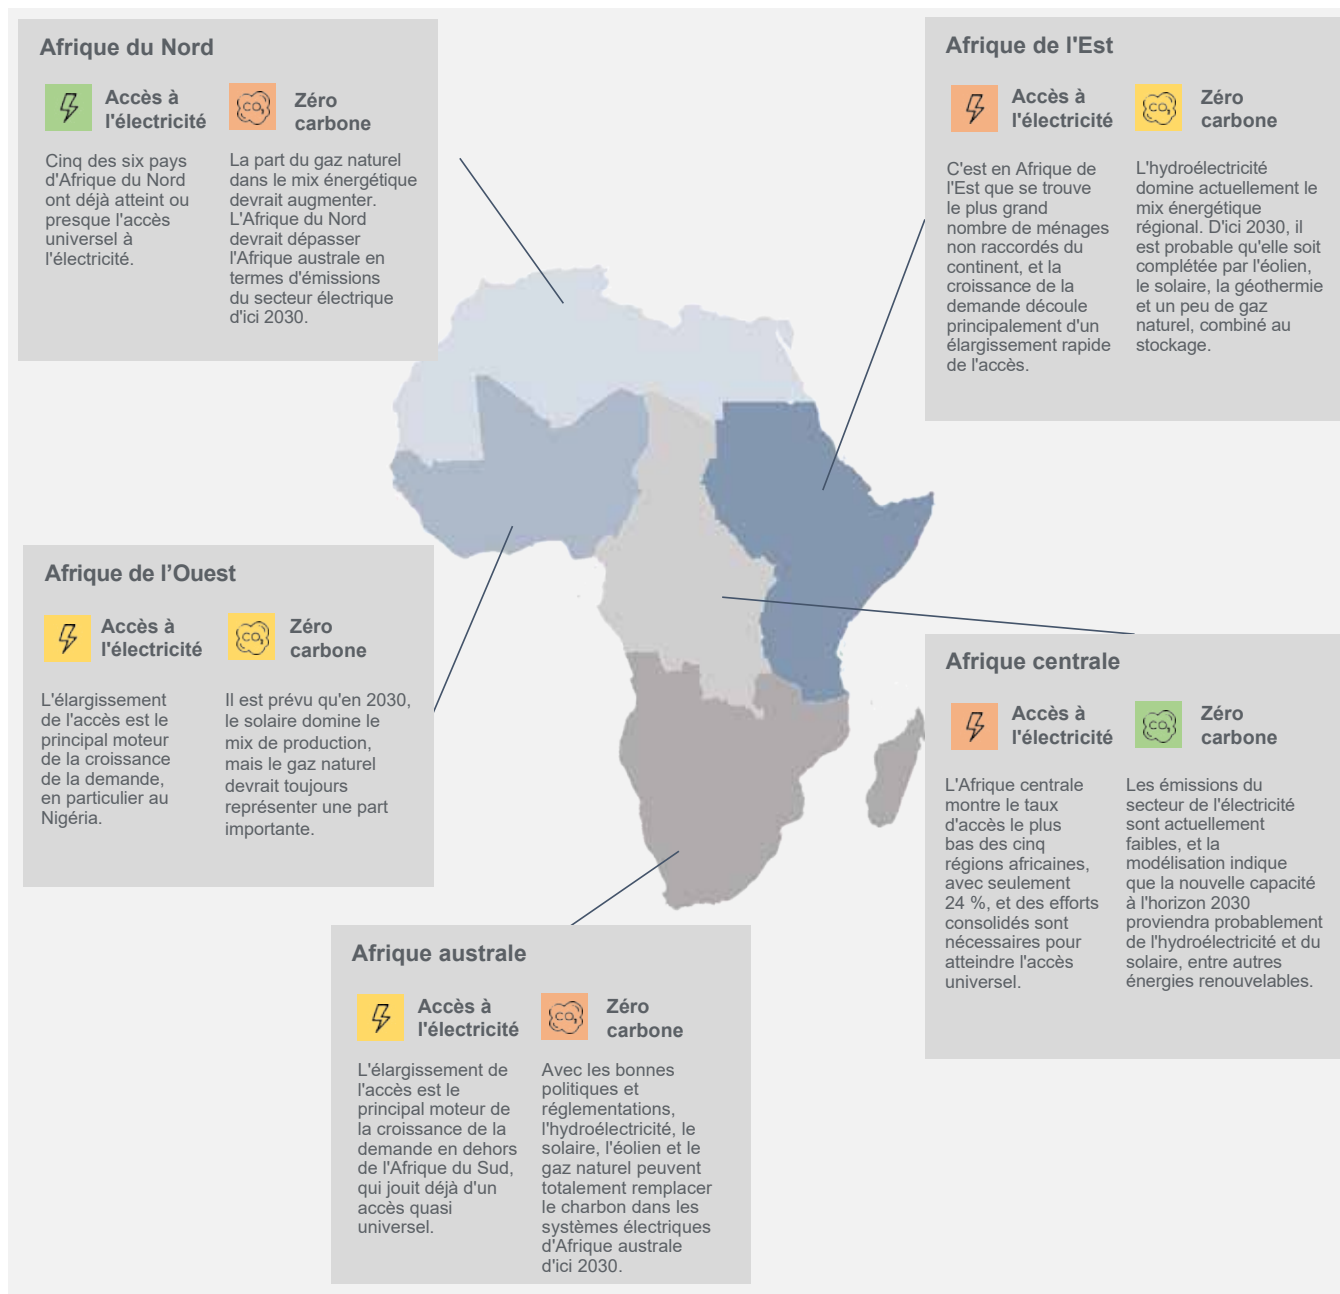 Afrique du Nord
Accès à
l'électricité
Cinq des six pays
d'Afrique du Nord
ont déjà atteint ou
presque l'accès
universel à
l'électricité.
CO₂
Zéro
carbone
La part du gaz naturel
dans le mix énergétique
devrait augmenter.
L'Afrique du Nord
devrait dépasser
l'Afrique australe en
termes d'émissions
du secteur électrique
d'ici 2030.
Afrique de l'Est
Accès à
l'électricité
C'est en Afrique de
l'Est que se trouve
le plus grand
nombre de ménages
non raccordés du
continent, et la
croissance de la
demande découle
principalement d'un
élargissement rapide
de l'accès.
CO₂
Zéro
carbone
L'hydroélectricité
domine actuellement le
mix énergétique
régional. D'ici 2030, il
est probable qu'elle soit
complétée par l'éolien,
le solaire, la géothermie
et un peu de gaz
naturel, combiné au
stockage.
Afrique de l’Ouest
Accès à
l'électricité
L'élargissement
de l'accès est le
principal moteur
de la croissance
de la demande,
en particulier au
Nigéria.
CO₂
Zéro
carbone
Il est prévu qu'en 2030,
le solaire domine le
mix de production,
mais le gaz naturel
devrait toujours
représenter une part
importante.
Afrique centrale
Accès à
l'électricité
L'Afrique centrale
montre le taux
d'accès le plus
bas des cinq
régions africaines,
avec seulement
24 %, et des efforts
consolidés sont
nécessaires pour
atteindre l'accès
universel.
CO₂
Zéro
carbone
Les émissions du
secteur de l'électricité
sont actuellement
faibles, et la
modélisation indique
que la nouvelle capacité
à l'horizon 2030
proviendra probablement
de l'hydroélectricité et du
solaire, entre autres
énergies renouvelables.
Afrique australe
Accès à
l'électricité
L'élargissement de
l'accès est le
principal moteur de
la croissance de la
demande en dehors
de l'Afrique du Sud,
qui jouit déjà d'un
accès quasi
universel.
CO₂
Zéro
carbone
Avec les bonnes
politiques et
réglementations,
l'hydroélectricité, le
solaire, l'éolien et le
gaz naturel peuvent
totalement remplacer
le charbon dans les
systèmes électriques
d'Afrique australe
d'ici 2030.